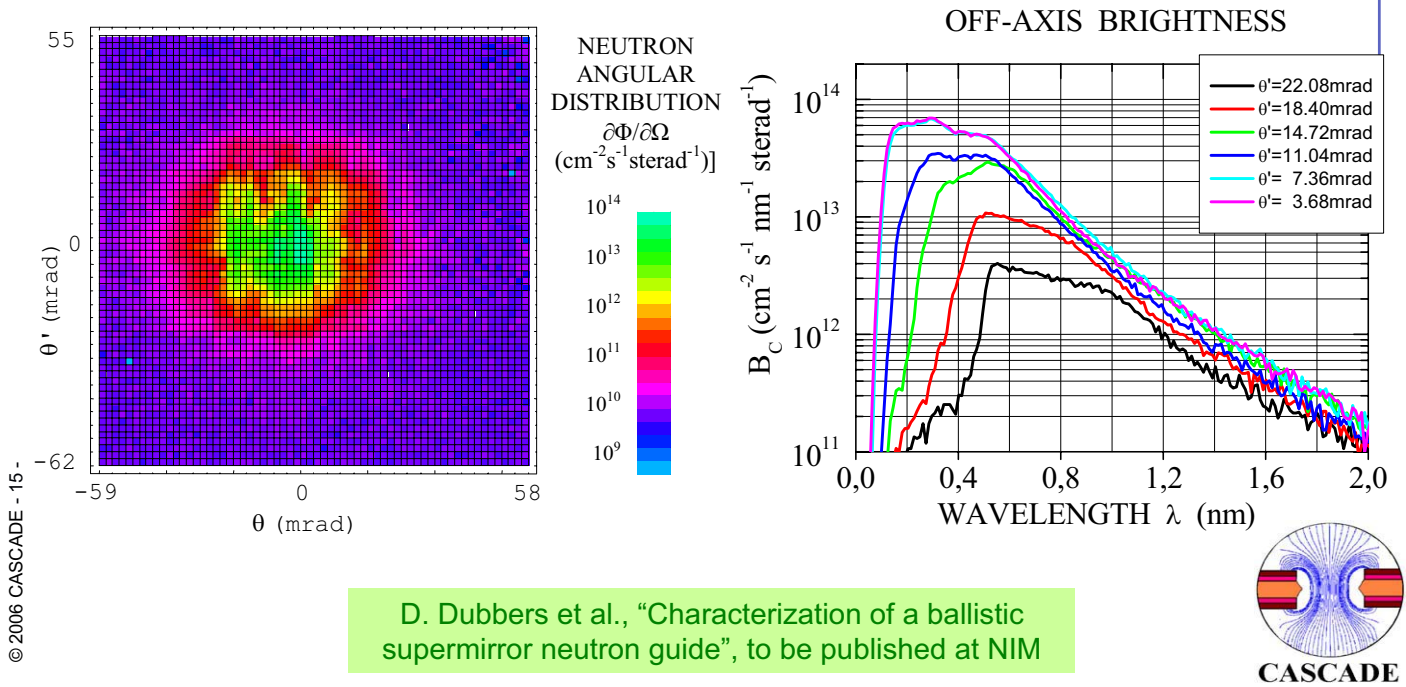 55
0
-62
θ' (mrad)
-59
0
58
θ (mrad)
NEUTRON
ANGULAR
DISTRIBUTION
∂Φ/∂Ω
(cm⁻²s⁻¹sterad⁻¹)]
10¹⁴
10¹³
10¹²
10¹¹
10¹⁰
10⁹
OFF-AXIS BRIGHTNESS
θ'=22.08mrad
θ'=18.40mrad
θ'=14.72mrad
θ'=11.04mrad
θ'= 7.36mrad
θ'= 3.68mrad
B_C (cm⁻² s⁻¹ nm⁻¹ sterad⁻¹)
10¹⁴
10¹³
10¹²
10¹¹
0,0
0,4
0,8
1,2
1,6
2,0
WAVELENGTH λ (nm)
© 2006 CASCADE - 15 -
D. Dubbers et al., “Characterization of a ballistic
supermirror neutron guide”, to be published at NIM
CASCADE